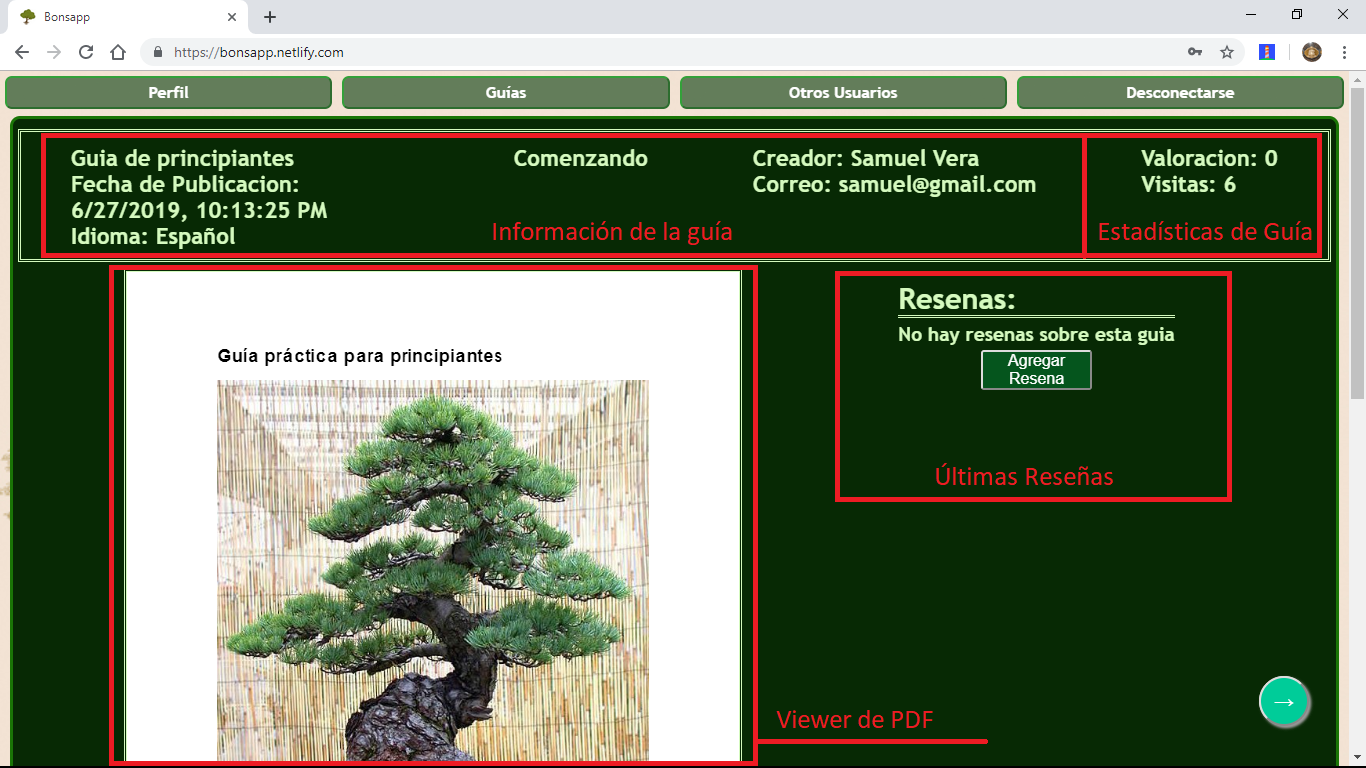 Bonsapp
https://bonsapp.netlify.com
Perfil
Guías
Otros Usuarios
Desconectarse
Guia de principiantes
Fecha de Publicacion:
6/27/2019, 10:13:25 PM
Idioma: Español
Comenzando
Creador: Samuel Vera
Correo: samuel@gmail.com
Información de la guía
Valoracion: 0
Visitas: 6
Estadísticas de Guía
Guía práctica para principiantes
Resenas:
No hay resenas sobre esta guia
Agregar
Resena
Últimas Reseñas
Viewer de PDF
→